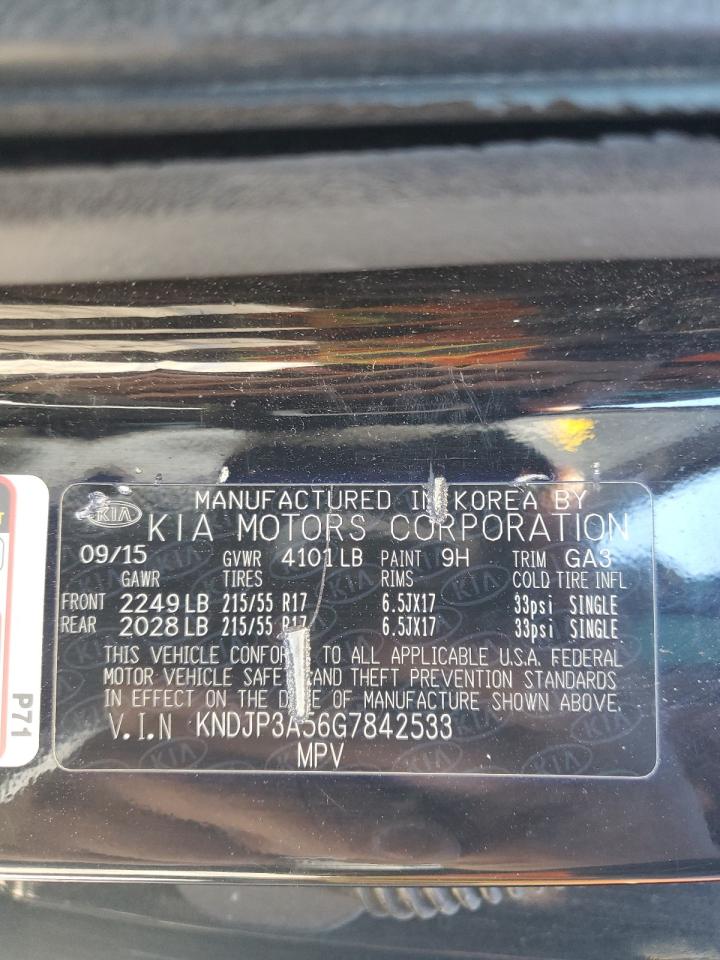 MANUFACTURED IN KOREA BY
KIA KIA MOTORS CORPORATION
09/15 GVWR 4101 LB PAINT 9H TRIM GA3
GAWR TIRES RIMS COLD TIRE INFL
FRONT 2249 LB 215/55 R17 6.5JX17 33psi SINGLE
REAR 2028 LB 215/55 R17 6.5JX17 33psi SINGLE
THIS VEHICLE TO ALL APPLICABLE U.S.A. FEDERAL
MOTOR VEHICLE AND THEFT PREVENTION STANDARDS
IN EFFECT ON THE OF MANUFACTURE SHOWN ABOVE.
V.I.N KNDJP3A56G7842533
MPV
P71